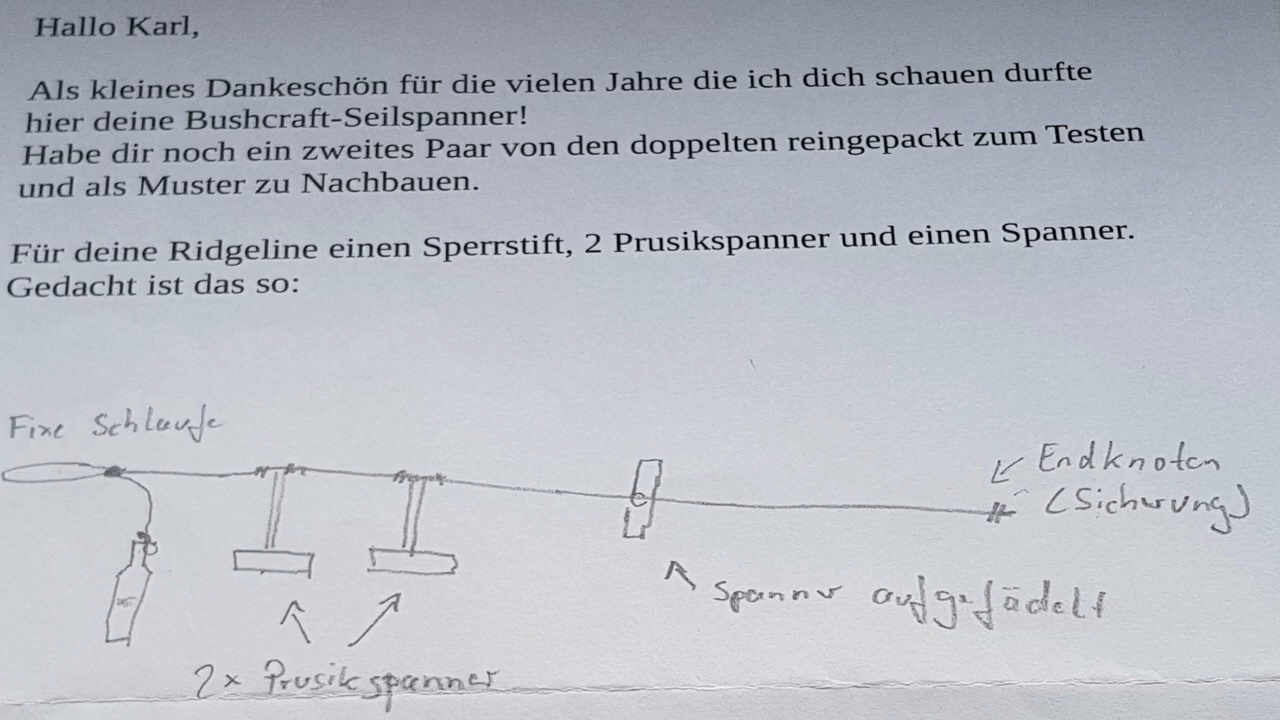 Hallo Karl,
Als kleines Dankeschön für die vielen Jahre die ich dich schauen durfte
hier deine Bushcraft-Seilspanner!
Habe dir noch ein zweites Paar von den doppelten reingepackt zum Testen
und als Muster zu Nachbauen.
Für deine Ridgeline einen Sperrstift, 2 Prusikspanner und einen Spanner.
Gedacht ist das so:
Fixe Schlaufe
Endknoten
(Sicherung)
Spanner aufgefädelt
2x Prusikspanner